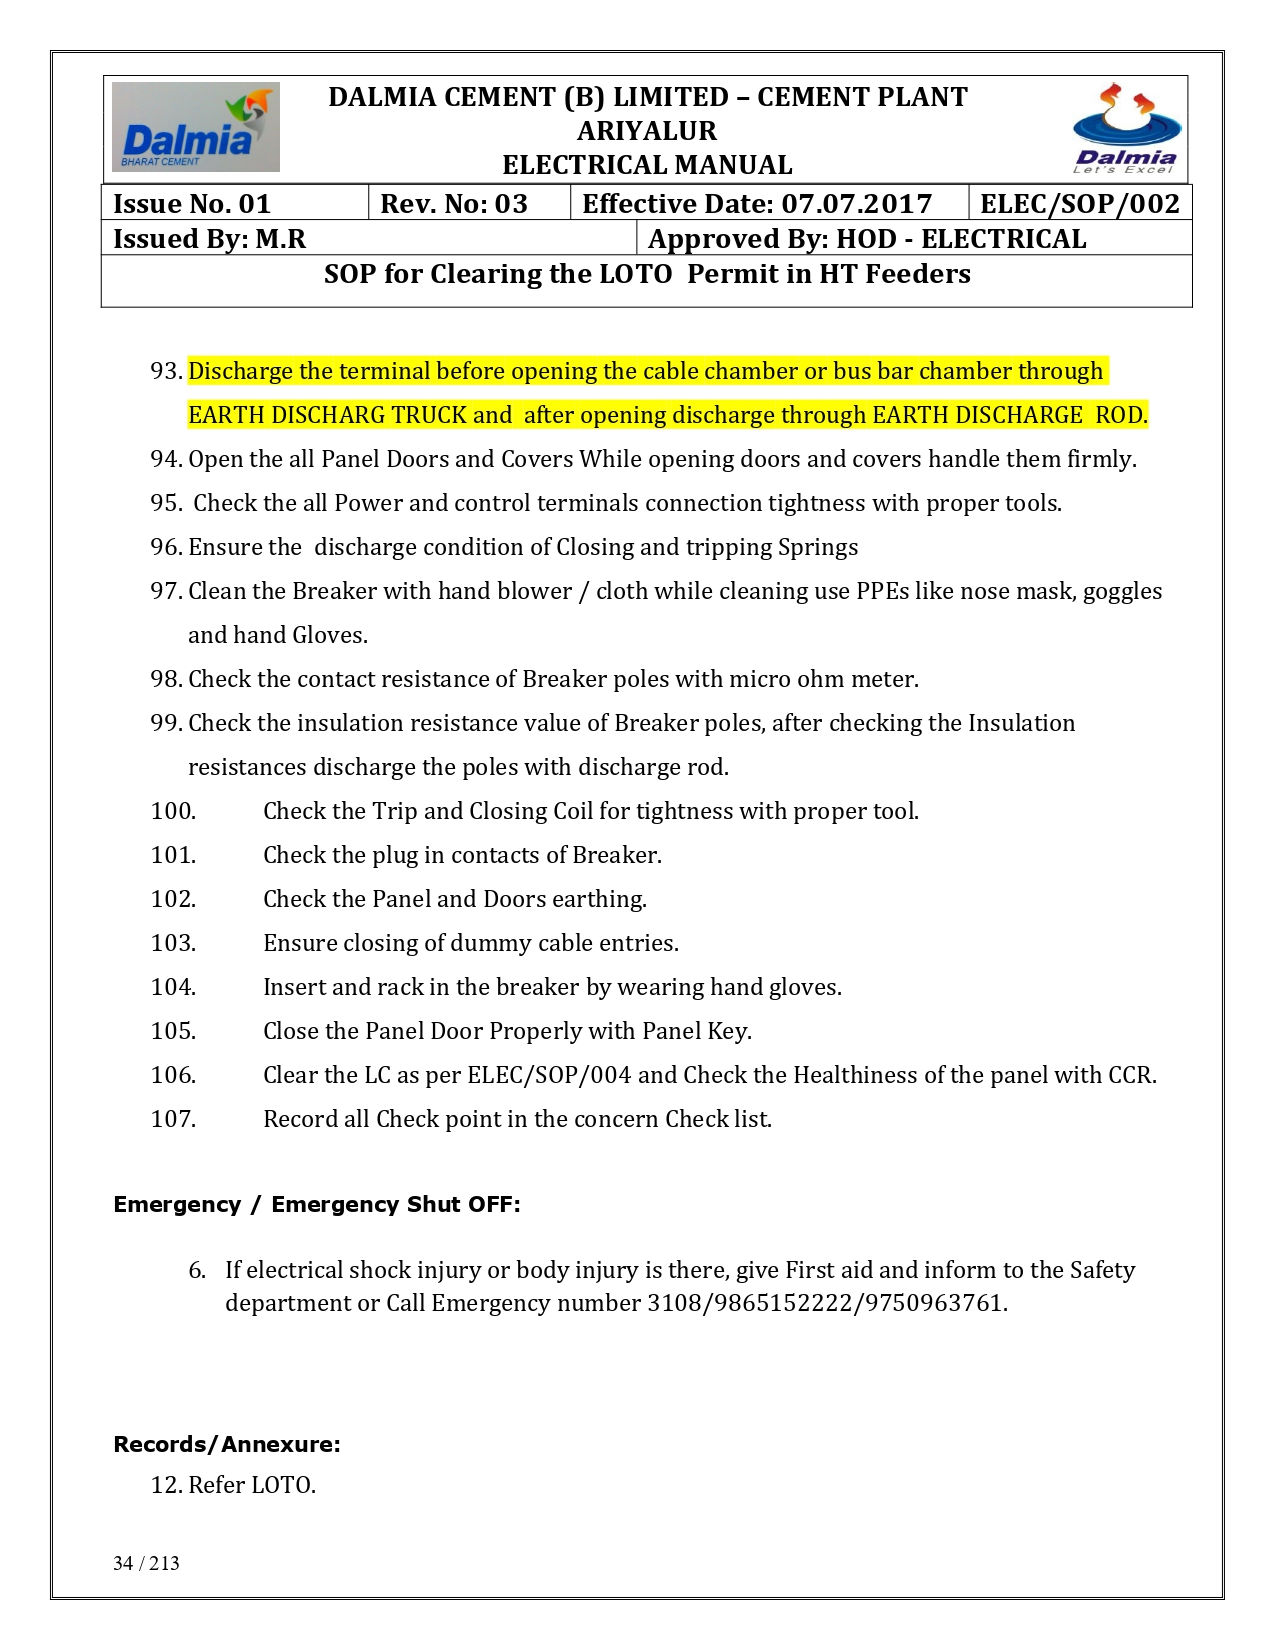 Dalmia
BHARAT CEMENT
DALMIA CEMENT (B) LIMITED – CEMENT PLANT
ARIYALUR
ELECTRICAL MANUAL
Dalmia
Let's Excel
Issue No. 01 Rev. No: 03 Effective Date: 07.07.2017 ELEC/SOP/002
Issued By: M.R Approved By: HOD - ELECTRICAL
SOP for Clearing the LOTO  Permit in HT Feeders
93. Discharge the terminal before opening the cable chamber or bus bar chamber through
EARTH DISCHARG TRUCK and  after opening discharge through EARTH DISCHARGE  ROD.
94. Open the all Panel Doors and Covers While opening doors and covers handle them firmly.
95.  Check the all Power and control terminals connection tightness with proper tools.
96. Ensure the  discharge condition of Closing and tripping Springs
97. Clean the Breaker with hand blower / cloth while cleaning use PPEs like nose mask, goggles
and hand Gloves.
98. Check the contact resistance of Breaker poles with micro ohm meter.
99. Check the insulation resistance value of Breaker poles, after checking the Insulation
resistances discharge the poles with discharge rod.
100. Check the Trip and Closing Coil for tightness with proper tool.
101. Check the plug in contacts of Breaker.
102. Check the Panel and Doors earthing.
103. Ensure closing of dummy cable entries.
104. Insert and rack in the breaker by wearing hand gloves.
105. Close the Panel Door Properly with Panel Key.
106. Clear the LC as per ELEC/SOP/004 and Check the Healthiness of the panel with CCR.
107. Record all Check point in the concern Check list.
Emergency / Emergency Shut OFF:
6. If electrical shock injury or body injury is there, give First aid and inform to the Safety
department or Call Emergency number 3108/9865152222/9750963761.
Records/Annexure:
12. Refer LOTO.
34 / 213